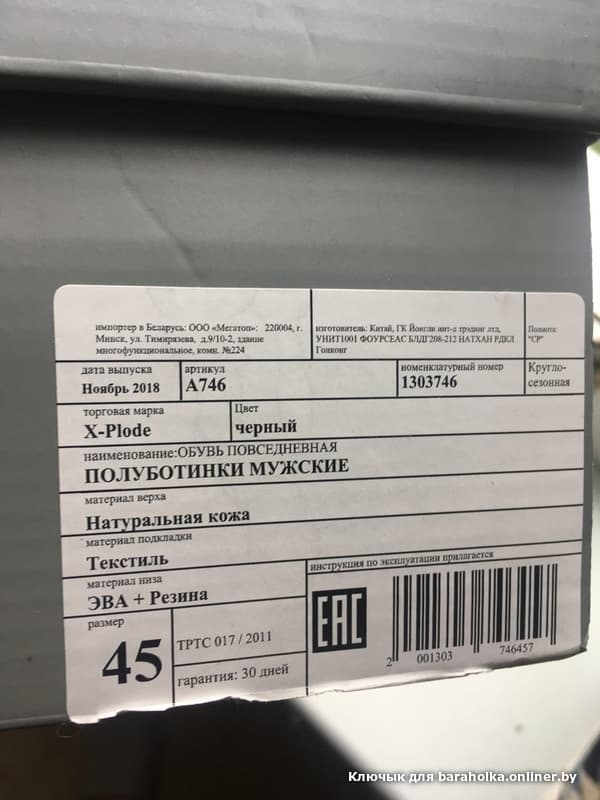 импортер в Беларусь: ООО «Мегатоп»: 220004, г.
Минск, ул. Тимирязева, д.9/10-2, здание
многофункциональное, комн. №224
изготовитель: Китай, ГК Йонгли инт-л трэдинг лтд,
УНИТ1001 ФОУРСЕАС БЛДГ208-212 НАТХАН РДКЛ
Гонконг
Полнота:
"СР"
дата выпуска
Ноябрь 2018
артикул
А746
номенклатурный номер
1303746
Кругло-
сезонная
торговая марка
X-Plode
Цвет
черный
наименование:ОБУВЬ ПОВСЕДНЕВНАЯ
ПОЛУБОТИНКИ МУЖСКИЕ
материал верха
Натуральная кожа
материал подкладки
Текстиль
материал низа
ЭВА + Резина
размер
45
ТРТС 017 / 2011
гарантия: 30 дней
инструкция по эксплуатации прилагается
ЕАС
2 001303 746457
Ключык для baraholka.onliner.by